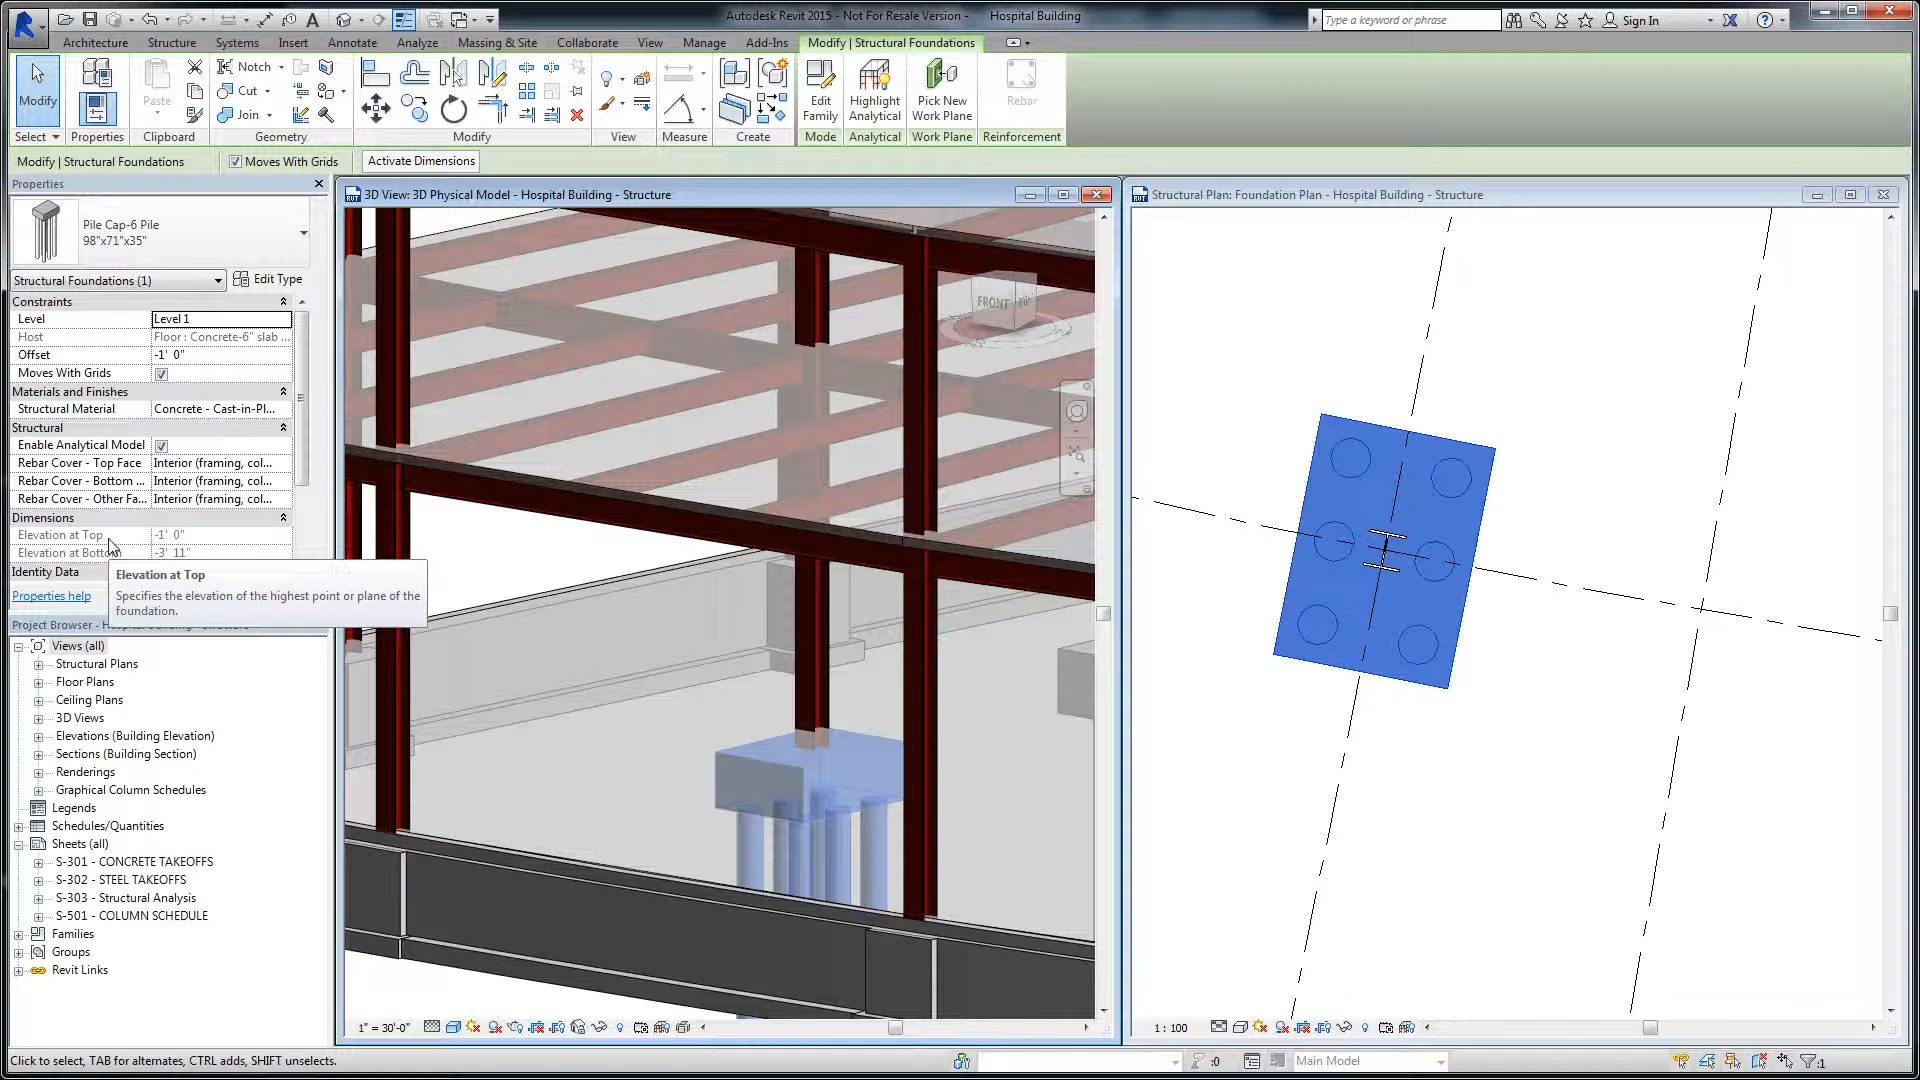 Autodesk Revit 2015 - Not For Resale Version - Hospital Building
Type a keyword or phrase
Sign In
Architecture Structure Systems Insert Annotate Analyze Massing & Site Collaborate View Manage Add-Ins Modify | Structural Foundations
Modify
Paste
Notch
Cut
Join
Edit Family
Highlight Analytical
Pick New Work Plane
Rebar
Select Properties Clipboard Geometry Modify View Measure Create Mode Analytical Work Plane Reinforcement
Modify | Structural Foundations Moves With Grids Activate Dimensions
Properties
Pile Cap-6 Pile
98"x71"x35"
Structural Foundations (1) Edit Type
Constraints
Level Level 1
Host Floor : Concrete-6" slab ...
Offset -1' 0"
Moves With Grids
Materials and Finishes
Structural Material Concrete - Cast-in-Pl...
Structural
Enable Analytical Model
Rebar Cover - Top Face Interior (framing, col...
Rebar Cover - Bottom ... Interior (framing, col...
Rebar Cover - Other Fa... Interior (framing, col...
Dimensions
Elevation at Top -1' 0"
Elevation at Bottom -3' 11"
Identity Data
Properties help
Elevation at Top
Specifies the elevation of the highest point or plane of the
foundation.
Project Browser - Hospital Building - Structure
Views (all)
Structural Plans
Floor Plans
Ceiling Plans
3D Views
Elevations (Building Elevation)
Sections (Building Section)
Renderings
Graphical Column Schedules
Legends
Schedules/Quantities
Sheets (all)
S-301 - CONCRETE TAKEOFFS
S-302 - STEEL TAKEOFFS
S-303 - Structural Analysis
S-501 - COLUMN SCHEDULE
Families
Groups
Revit Links
3D View: 3D Physical Model - Hospital Building - Structure
FRONT
1" = 30'-0"
Structural Plan: Foundation Plan - Hospital Building - Structure
1 : 100
Click to select, TAB for alternates, CTRL adds, SHIFT unselects.
:0
Main Model
:1